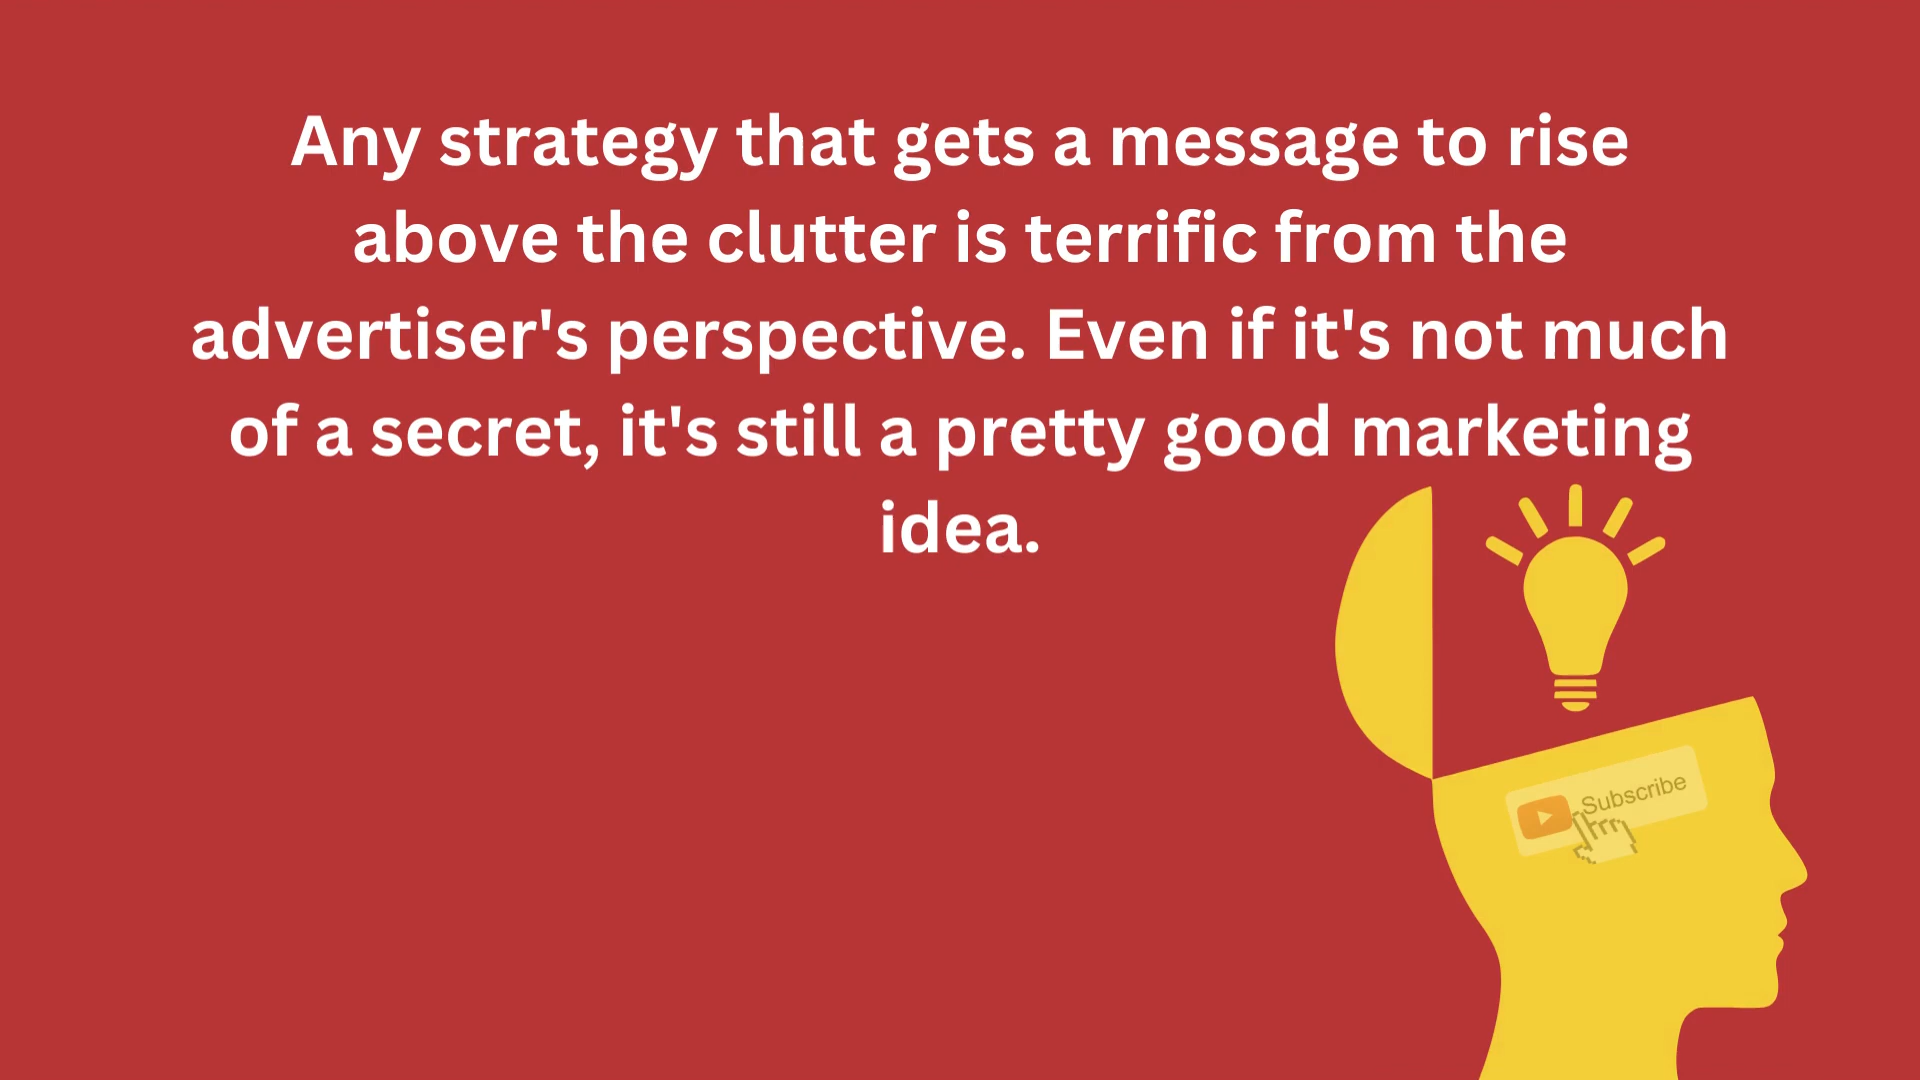 Any strategy that gets a message to rise
above the clutter is terrific from the
advertiser's perspective. Even if it's not much
of a secret, it's still a pretty good marketing
idea.
Subscribe